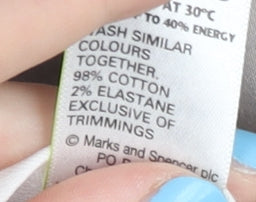 AT 30°C
TO 40% ENERGY
WASH SIMILAR
COLOURS
TOGETHER.
98% COTTON
2% ELASTANE
EXCLUSIVE OF
TRIMMINGS
© Marks and Spencer plc
PO